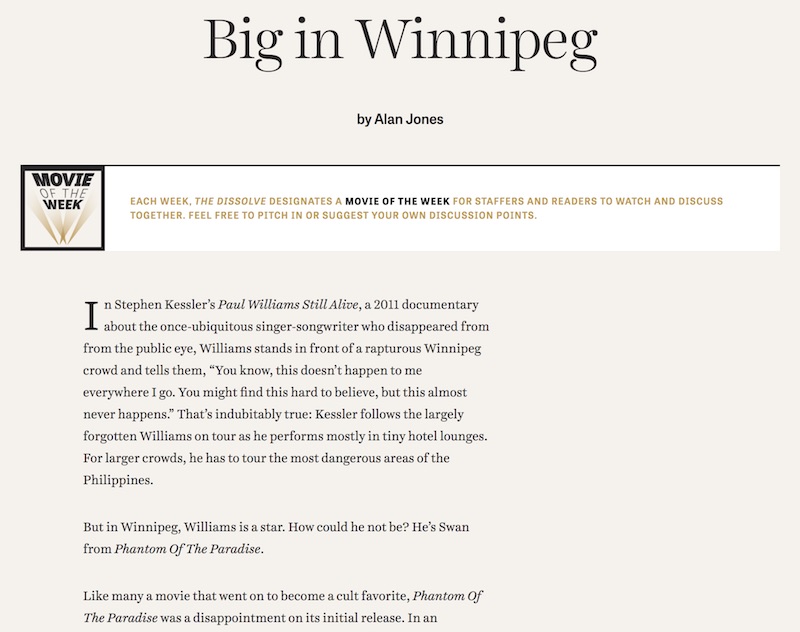 Big in Winnipeg
by Alan Jones
MOVIE
OF THE
WEEK
EACH WEEK, THE DISSOLVE DESIGNATES A MOVIE OF THE WEEK FOR STAFFERS AND READERS TO WATCH AND DISCUSS
TOGETHER. FEEL FREE TO PITCH IN OR SUGGEST YOUR OWN DISCUSSION POINTS.
In Stephen Kessler’s Paul Williams Still Alive, a 2011 documentary
about the once-ubiquitous singer-songwriter who disappeared from
from the public eye, Williams stands in front of a rapturous Winnipeg
crowd and tells them, “You know, this doesn’t happen to me
everywhere I go. You might find this hard to believe, but this almost
never happens.” That’s indubitably true: Kessler follows the largely
forgotten Williams on tour as he performs mostly in tiny hotel lounges.
For larger crowds, he has to tour the most dangerous areas of the
Philippines.
But in Winnipeg, Williams is a star. How could he not be? He’s Swan
from Phantom Of The Paradise.
Like many a movie that went on to become a cult favorite, Phantom Of
The Paradise was a disappointment on its initial release. In an